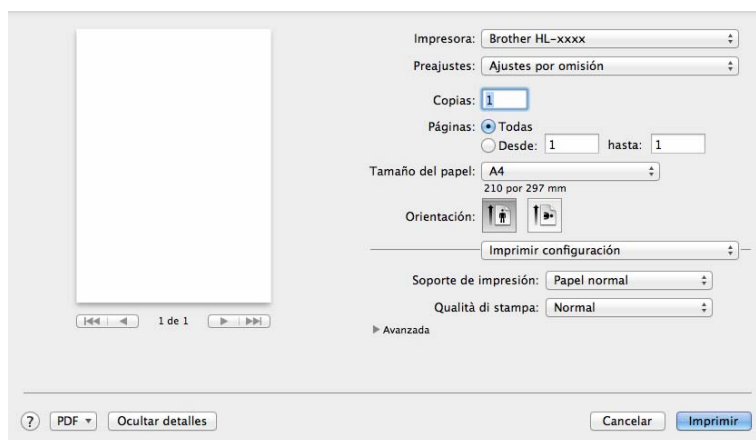 Impresora: Brother HL-xxxx
Preajustes: Ajustes por omisión
Copias: 1
Páginas: Todas
Desde: 1 hasta: 1
Tamaño del papel: A4
210 por 297 mm
Orientación:
Imprimir configuración
Soporte de impresión: Papel normal
Qualità di stampa: Normal
1 de 1
Avanzada
? PDF Ocultar detalles Cancelar Imprimir